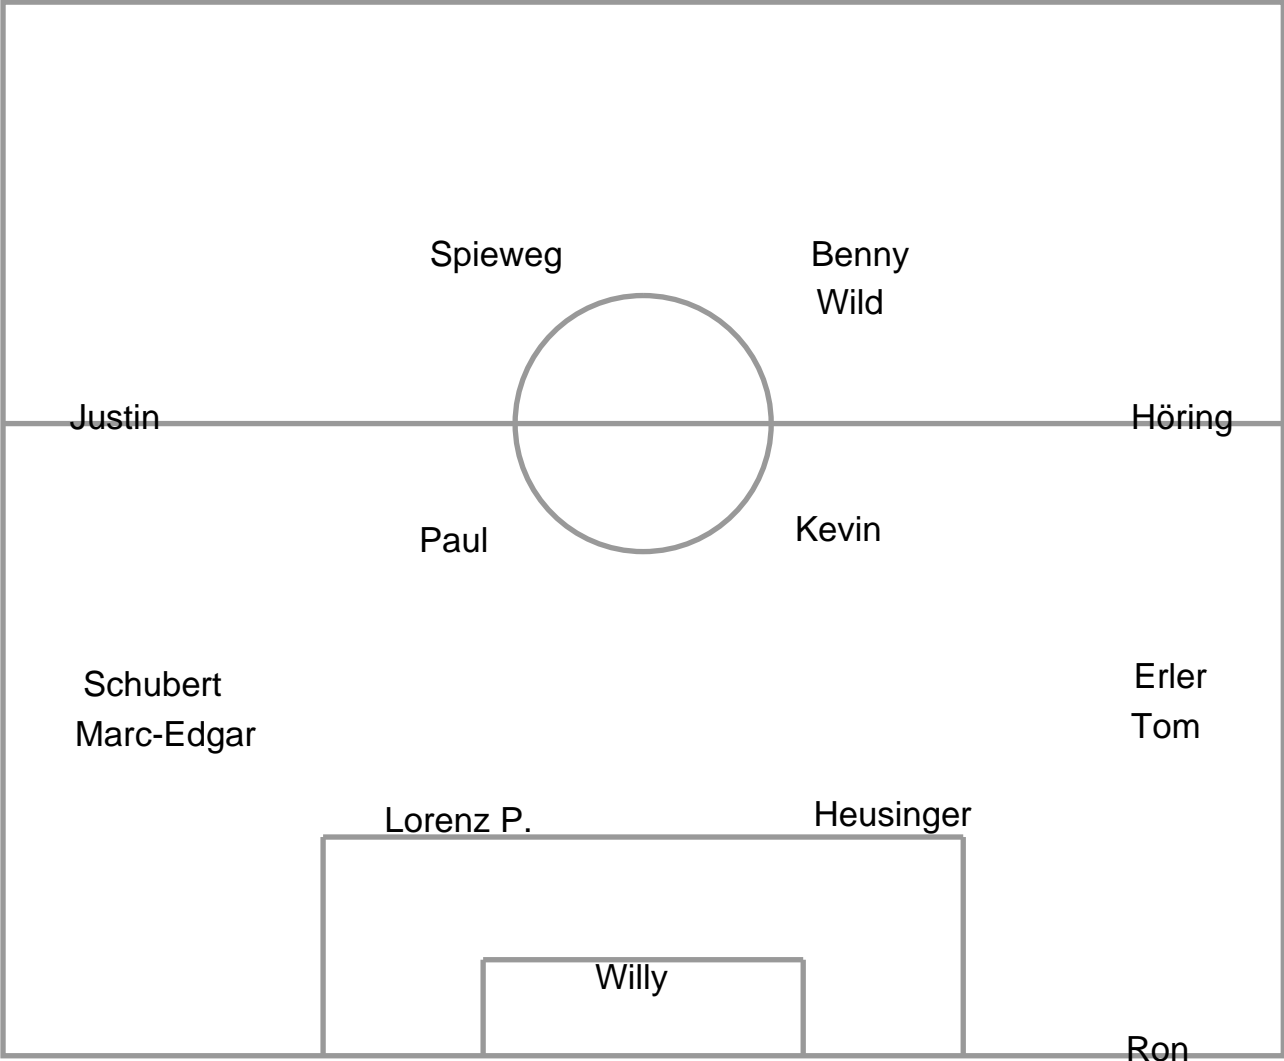 Spieweg
Benny
Wild
Justin
Höring
Paul
Kevin
Schubert
Marc-Edgar
Erler
Tom
Lorenz P.
Heusinger
Willy
Ron